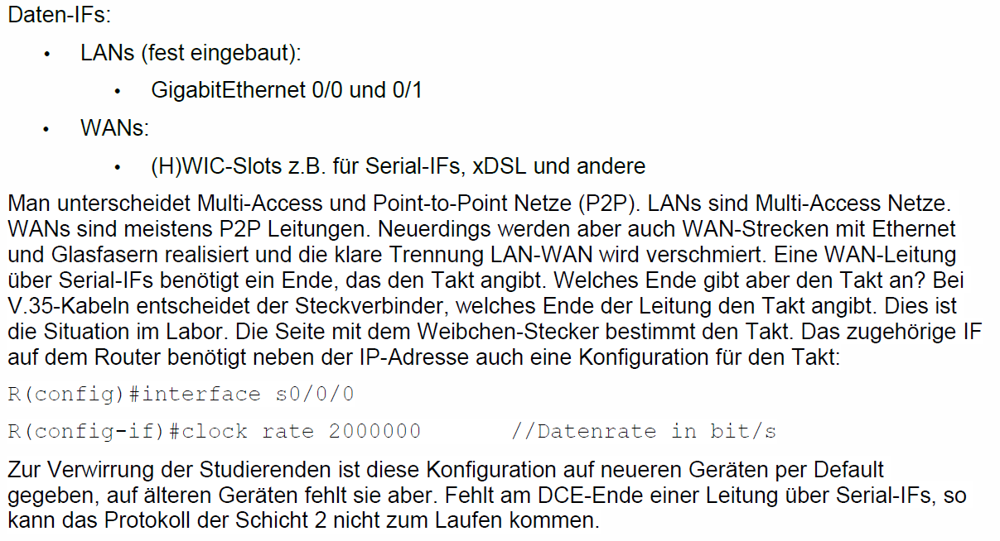 Daten-IFs:
• LANs (fest eingebaut):
• GigabitEthernet 0/0 und 0/1
• WANs:
• (H)WIC-Slots z.B. für Serial-IFs, xDSL und andere
Man unterscheidet Multi-Access und Point-to-Point Netze (P2P). LANs sind Multi-Access Netze.
WANs sind meistens P2P Leitungen. Neuerdings werden aber auch WAN-Strecken mit Ethernet
und Glasfasern realisiert und die klare Trennung LAN-WAN wird verschmiert. Eine WAN-Leitung
über Serial-IFs benötigt ein Ende, das den Takt angibt. Welches Ende gibt aber den Takt an? Bei
V.35-Kabeln entscheidet der Steckverbinder, welches Ende der Leitung den Takt angibt. Dies ist
die Situation im Labor. Die Seite mit dem Weibchen-Stecker bestimmt den Takt. Das zugehörige IF
auf dem Router benötigt neben der IP-Adresse auch eine Konfiguration für den Takt:
R(config)#interface s0/0/0
R(config-if)#clock rate 2000000 //Datenrate in bit/s
Zur Verwirrung der Studierenden ist diese Konfiguration auf neueren Geräten per Default
gegeben, auf älteren Geräten fehlt sie aber. Fehlt am DCE-Ende einer Leitung über Serial-IFs, so
kann das Protokoll der Schicht 2 nicht zum Laufen kommen.